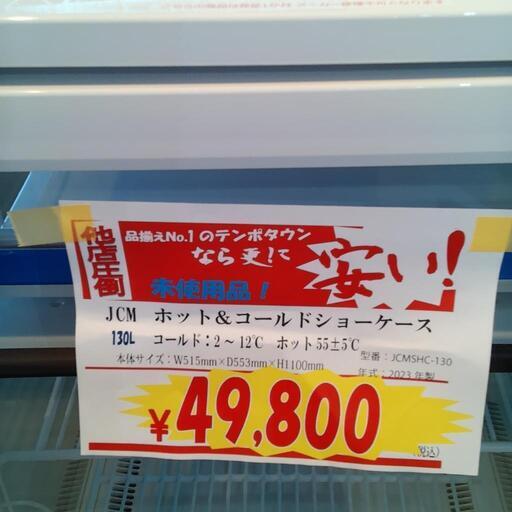 他店圧倒
品揃えNo.1のテンポタウン
なら更に
安い!
未使用品!
JCM ホット&コールドショーケース
130L コールド:2～12℃ ホット55±5℃
本体サイズ:W515mm×D553mm×H1100mm
型番:JCMSHC-130
年式:2023年製
¥49,800
(税込)